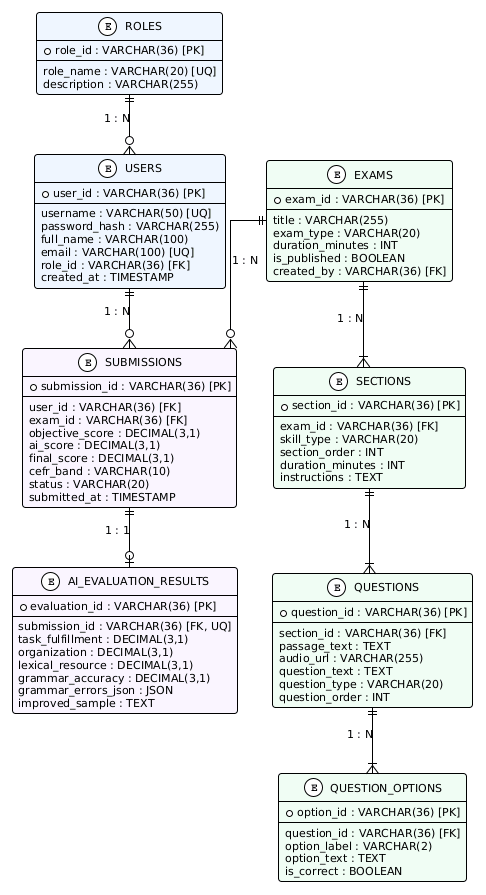 E ROLES
role_id : VARCHAR(36) [PK]
role_name : VARCHAR(20) [UQ]
description : VARCHAR(255)
1 : N
E USERS
user_id : VARCHAR(36) [PK]
username : VARCHAR(50) [UQ]
password_hash : VARCHAR(255)
full_name : VARCHAR(100)
email : VARCHAR(100) [UQ]
role_id : VARCHAR(36) [FK]
created_at : TIMESTAMP
E EXAMS
exam_id : VARCHAR(36) [PK]
title : VARCHAR(255)
exam_type : VARCHAR(20)
duration_minutes : INT
is_published : BOOLEAN
created_by : VARCHAR(36) [FK]
1 : N
1 : N
1 : N
E SUBMISSIONS
submission_id : VARCHAR(36) [PK]
user_id : VARCHAR(36) [FK]
exam_id : VARCHAR(36) [FK]
objective_score : DECIMAL(3,1)
ai_score : DECIMAL(3,1)
final_score : DECIMAL(3,1)
cefr_band : VARCHAR(10)
status : VARCHAR(20)
submitted_at : TIMESTAMP
E SECTIONS
section_id : VARCHAR(36) [PK]
exam_id : VARCHAR(36) [FK]
skill_type : VARCHAR(20)
section_order : INT
duration_minutes : INT
instructions : TEXT
1 : 1
1 : N
E AI_EVALUATION_RESULTS
evaluation_id : VARCHAR(36) [PK]
submission_id : VARCHAR(36) [FK, UQ]
task_fulfillment : DECIMAL(3,1)
organization : DECIMAL(3,1)
lexical_resource : DECIMAL(3,1)
grammar_accuracy : DECIMAL(3,1)
grammar_errors_json : JSON
improved_sample : TEXT
E QUESTIONS
question_id : VARCHAR(36) [PK]
section_id : VARCHAR(36) [FK]
passage_text : TEXT
audio_url : VARCHAR(255)
question_text : TEXT
question_type : VARCHAR(20)
question_order : INT
1 : N
E QUESTION_OPTIONS
option_id : VARCHAR(36) [PK]
question_id : VARCHAR(36) [FK]
option_label : VARCHAR(2)
option_text : TEXT
is_correct : BOOLEAN